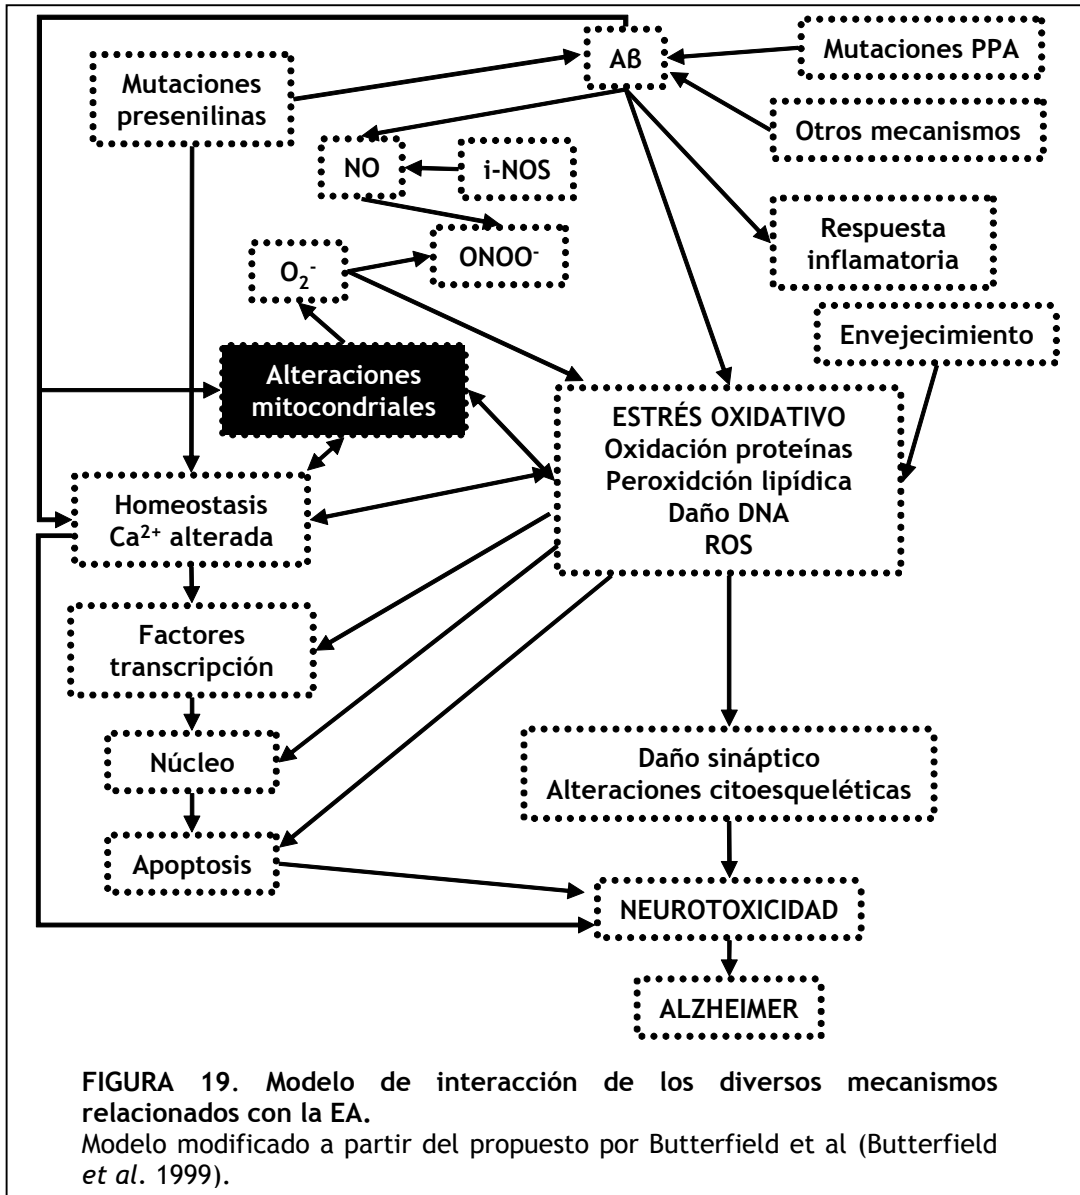 Aß
Mutaciones PPA
Mutaciones
presenilinas
Otros mecanismos
NO
i-NOS
Respuesta
inflamatoria
O₂⁻
ONOO⁻
Envejecimiento
Alteraciones
mitocondriales
ESTRÉS OXIDATIVO
Oxidación proteínas
Peroxidción lipídica
Daño DNA
ROS
Homeostasis
Ca²⁺ alterada
Factores
transcripción
Núcleo
Daño sináptico
Alteraciones citoesqueléticas
Apoptosis
NEUROTOXICIDAD
ALZHEIMER
FIGURA 19. Modelo de interacción de los diversos mecanismos
relacionados con la EA.
Modelo modificado a partir del propuesto por Butterfield et al (Butterfield
et al. 1999).